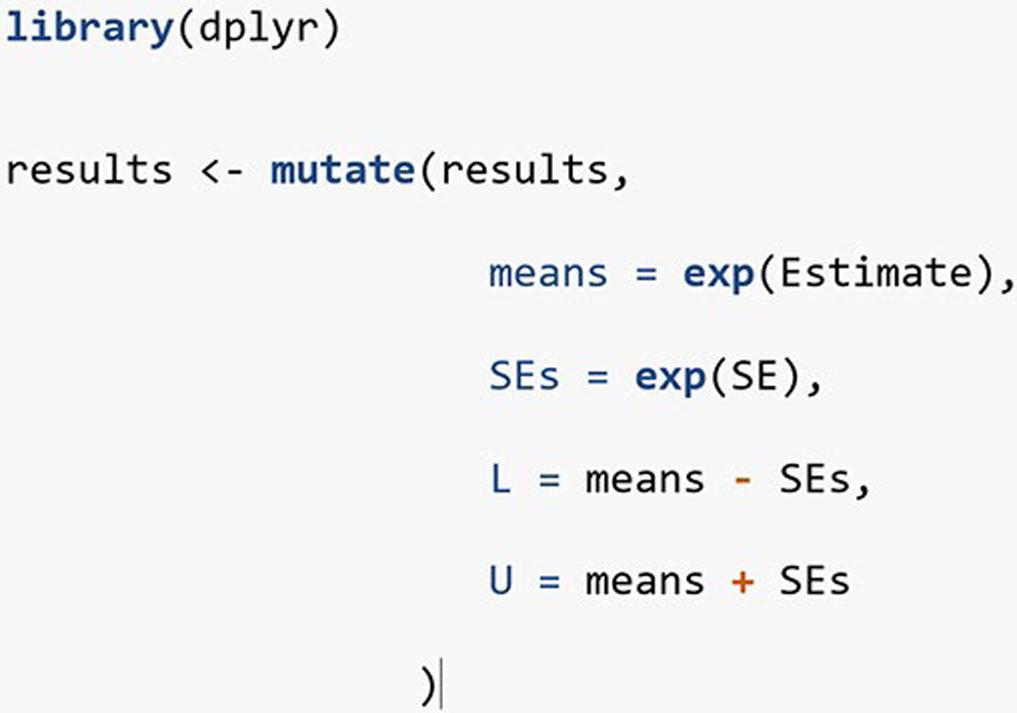 library(dplyr)
results <- mutate(results,
means = exp(Estimate),
SEs = exp(SE),
L = means - SEs,
U = means + SEs
)